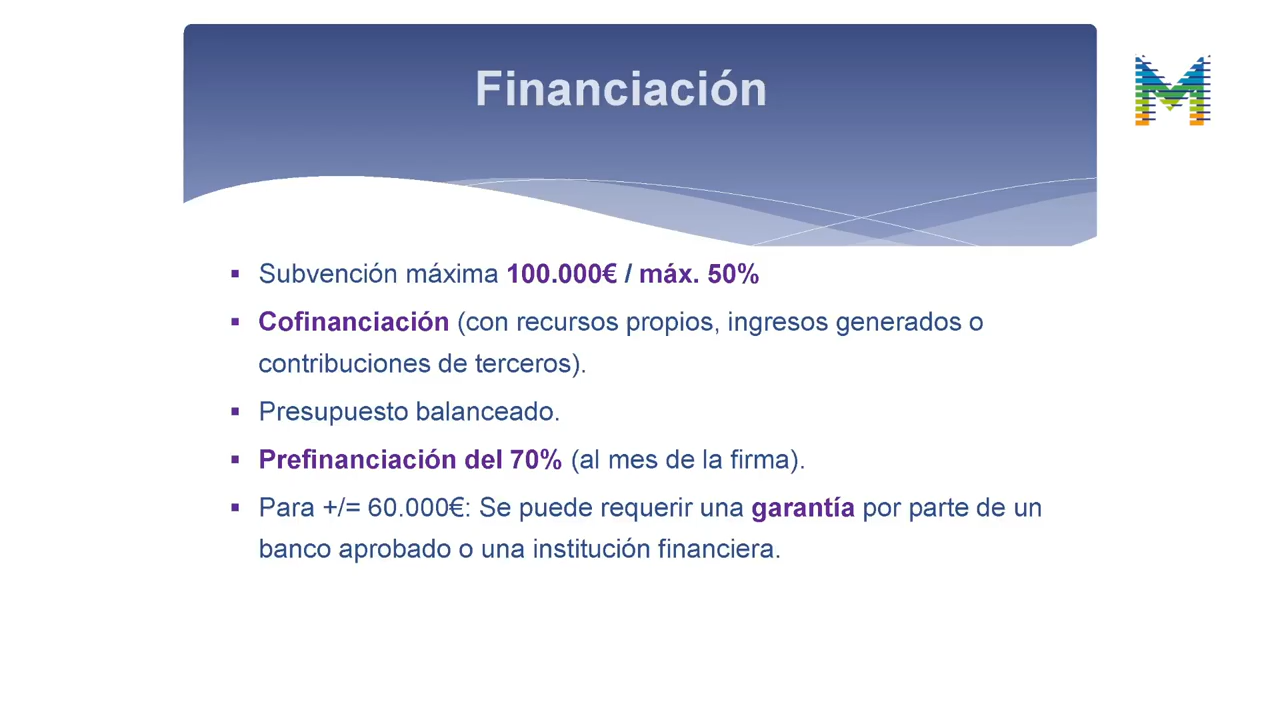 Financiación
M
▪ Subvención máxima 100.000€ / máx. 50%
▪ Cofinanciación (con recursos propios, ingresos generados o
contribuciones de terceros).
▪ Presupuesto balanceado.
▪ Prefinanciación del 70% (al mes de la firma).
▪ Para +/= 60.000€: Se puede requerir una garantía por parte de un
banco aprobado o una institución financiera.